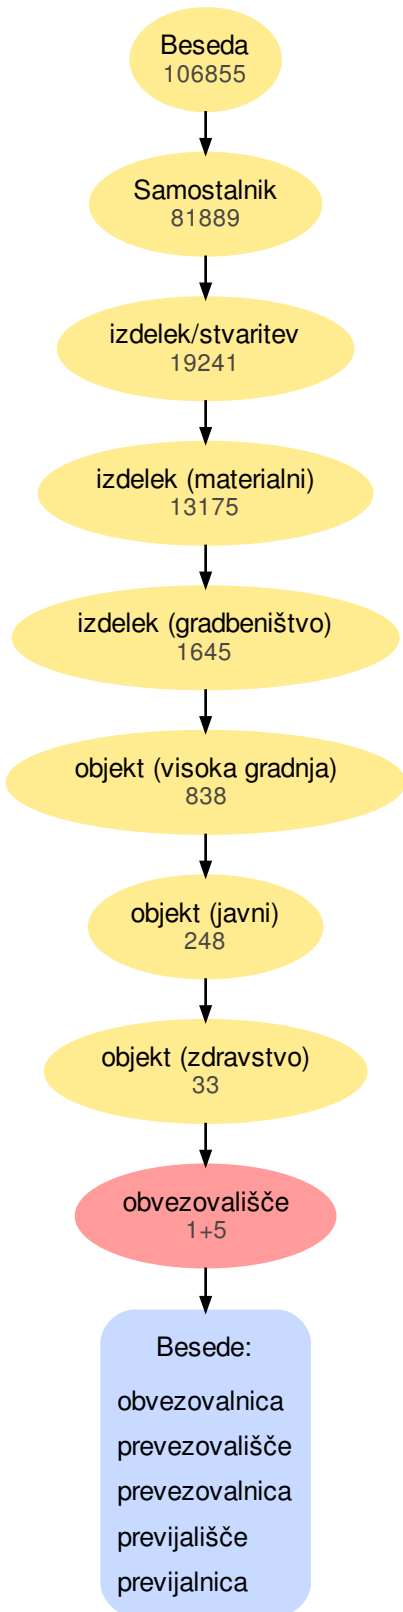 Beseda
106855
Samostalnik
81889
izdelek/stvaritev
19241
izdelek (materialni)
13175
izdelek (gradbeništvo)
1645
objekt (visoka gradnja)
838
objekt (javni)
248
objekt (zdravstvo)
33
obvezovališče
1+5
Besede:
obvezovalnica
prevezovališče
prevezovalnica
previjališče
previjalnica